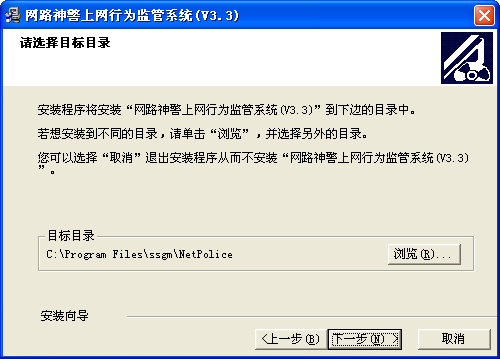 网路神警上网行为监管系统(V3.3)
请选择目标目录
安装程序将安装“网路神警上网行为监管系统(V3.3)”到下边的目录中。
若想安装到不同的目录，请单击“浏览”，并选择另外的目录。
您可以选择“取消”退出安装程序从而不安装“网路神警上网行为监管系统(V3.3)
”。
目标目录
C:\Program Files\ssgm\NetPolice
浏览(R)...
安装向导
<上一步(B)
下一步(N) >
取消